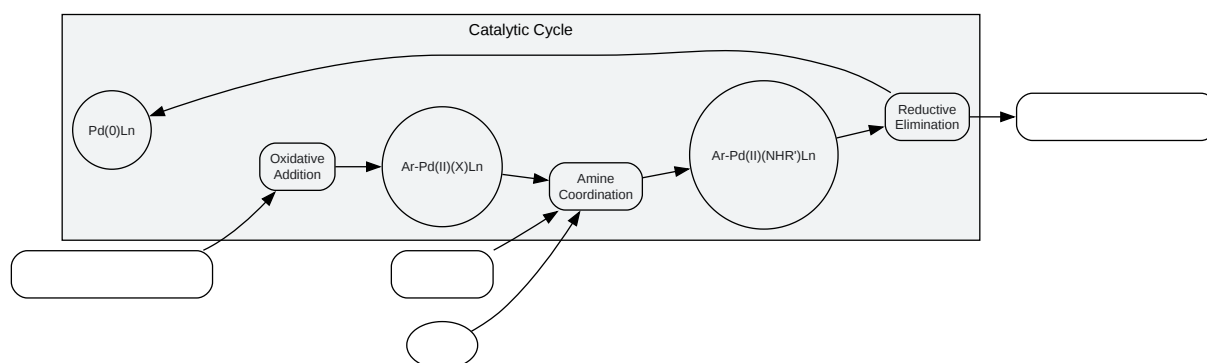 Catalytic Cycle
Pd(0)Ln
Oxidative
Addition
Ar-Pd(II)(X)Ln
Amine
Coordination
Ar-Pd(II)(NHR')Ln
Reductive
Elimination